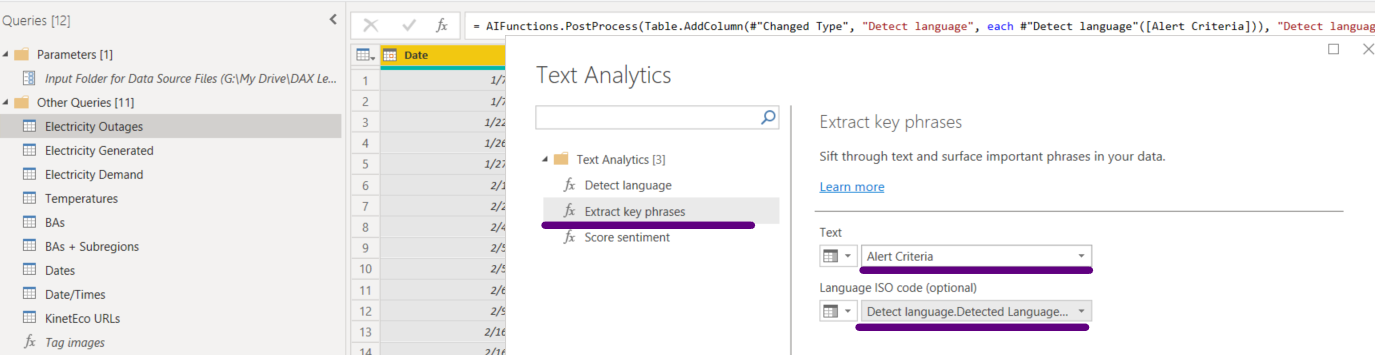 Queries [12]
= AIFunctions.PostProcess(Table.AddColumn(#"Changed Type", "Detect language", each #"Detect language"([Alert Criteria])), "Detect languag
Parameters [1]
Input Folder for Data Source Files (G:\My Drive\DAX Le...
Other Queries [11]
Electricity Outages
Electricity Generated
Electricity Demand
Temperatures
BAs
BAs + Subregions
Dates
Date/Times
KinetEco URLs
fx Tag images
fx
Date
1 1/7
2 1/7
3 1/22
4 1/26
5 1/27
6 2/1
7 2/2
8 2/4
9 2/5
10 2/5
11 2/6
12 2/9
13 2/16
14 2/16
Text Analytics
Text Analytics [3]
fx Detect language
fx Extract key phrases
fx Score sentiment
Extract key phrases
Sift through text and surface important phrases in your data.
Learn more
Text
Alert Criteria
Language ISO code (optional)
Detect language.Detected Language...